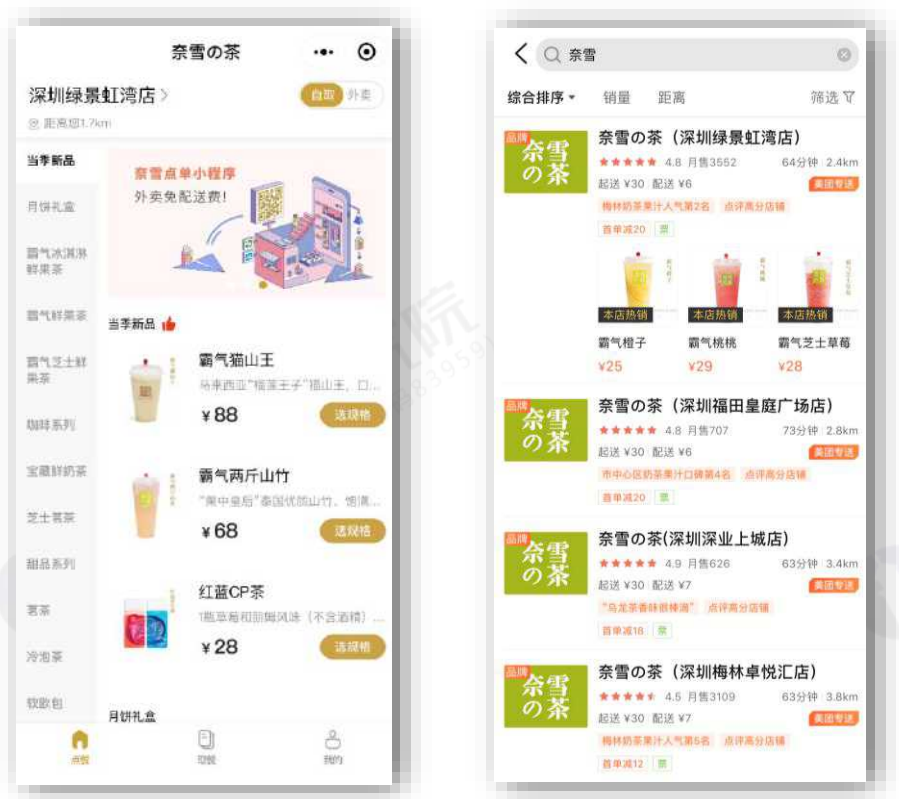 奈雪の茶
深圳绿景虹湾店
自取 外卖
距离您1.7km
当季新品
月饼礼盒
霸气冰淇淋
鲜果茶
霸气鲜果茶
霸气芝士鲜
果茶
咖啡系列
宝藏鲜奶茶
芝士茗茶
甜品系列
茗茶
冷泡茶
软欧包
奈雪点单小程序
外卖免配送费!
当季新品
霸气猫山王
马来西亚“榴莲王子”猫山王，口...
¥88
选规格
霸气两斤山竹
“果中皇后”泰国优质山竹，饱满...
¥68
选规格
红蓝CP茶
1瓶草莓和朗姆风味（不含酒精）...
¥28
选规格
月饼礼盒
点餐
取餐
我的
奈雪
综合排序 销量 距离 筛选
品牌
奈雪
の茶
奈雪の茶（深圳绿景虹湾店）
4.8 月售3552 64分钟 2.4km
起送 ¥30 配送 ¥6 美团专送
梅林奶茶果汁人气第2名 点评高分店铺
首单减20 票
本店热销 本店热销 本店热销
霸气橙子 霸气桃桃 霸气芝士草莓
¥25 ¥29 ¥28
品牌
奈雪
の茶
奈雪の茶（深圳福田皇庭广场店）
4.8 月售707 73分钟 2.8km
起送 ¥30 配送 ¥6 美团专送
市中心区奶茶果汁口碑第4名 点评高分店铺
首单减20 票
品牌
奈雪
の茶
奈雪の茶(深圳深业上城店)
4.9 月售626 63分钟 3.4km
起送 ¥30 配送 ¥7 美团专送
“乌龙茶香味很棒滴” 点评高分店铺
首单减18 票
品牌
奈雪
の茶
奈雪の茶（深圳梅林卓悦汇店）
4.5 月售3109 63分钟 3.8km
起送 ¥30 配送 ¥7 美团专送
梅林奶茶果汁人气第5名 点评高分店铺
首单减12 票